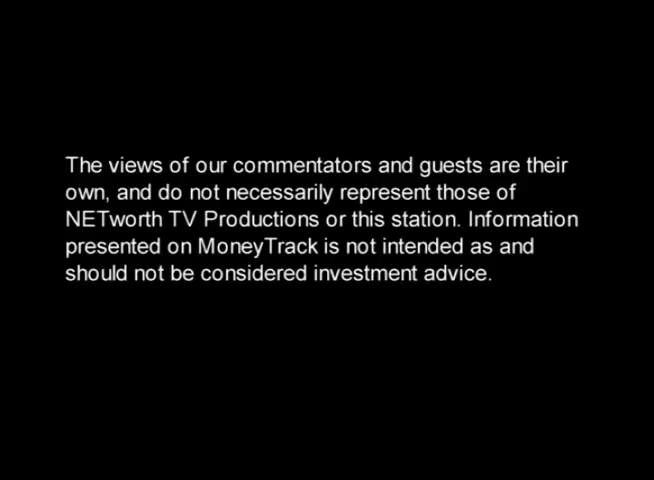 The views of our commentators and guests are their
own, and do not necessarily represent those of
NETworth TV Productions or this station. Information
presented on MoneyTrack is not intended as and
should not be considered investment advice.